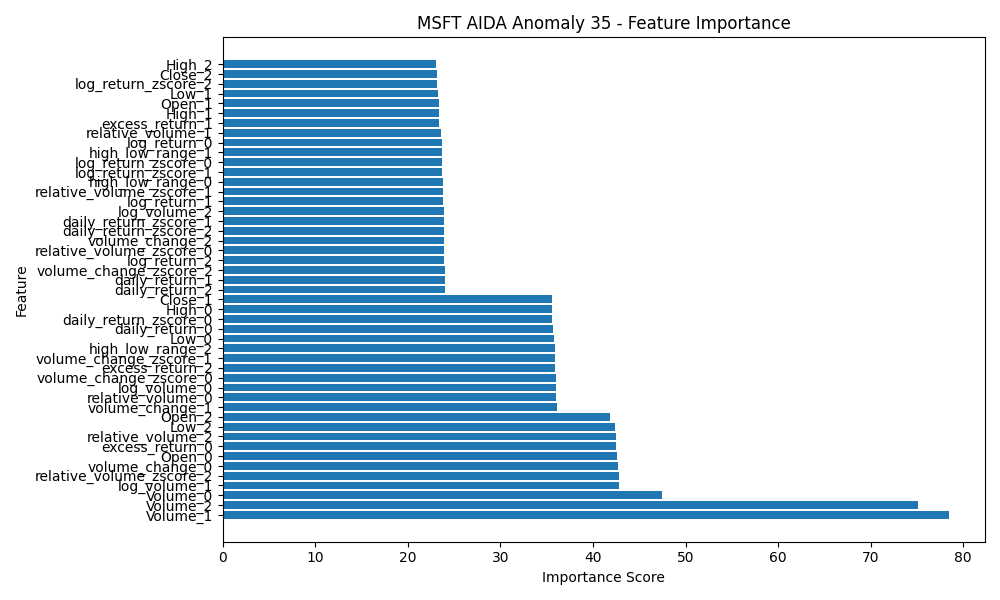 MSFT AIDA Anomaly 35 - Feature Importance
High_2
Close_2
log_return_zscore_2
Low_1
Open_1
High_1
excess_return_1
relative_volume_1
log_return_0
high_low_range_1
log_return_zscore_0
log_return_zscore_1
high_low_range_0
relative_volume_zscore_1
log_return_1
log_volume_2
daily_return_zscore_1
daily_return_zscore_2
volume_change_2
relative_volume_zscore_0
log_return_2
volume_change_zscore_2
daily_return_1
daily_return_2
Close_1
High_0
daily_return_zscore_0
daily_return_0
Low_0
high_low_range_2
volume_change_zscore_1
excess_return_2
volume_change_zscore_0
log_volume_0
relative_volume_0
volume_change_1
Open_2
Low_2
relative_volume_2
excess_return_0
Open_0
volume_change_0
relative_volume_zscore_2
log_volume_1
Volume_0
Volume_2
Volume_1
Feature
0 10 20 30 40 50 60 70 80
Importance Score